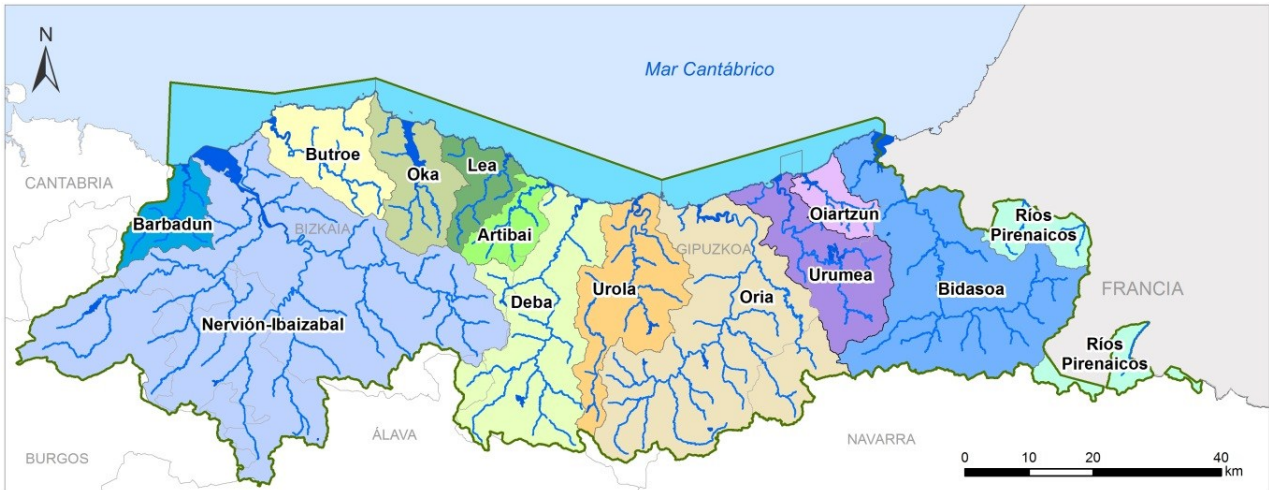 N
Mar Cantábrico
CANTABRIA
Butroe
Oka
Lea
Barbadun
BIZKAIA
Artibai
Oiartzun
Ríos
Pirenaicos
GIPUZKOA
Urumea
Nervión-Ibaizabal
Deba
Urola
Oria
Bidasoa
FRANCIA
Ríos
Pirenaicos
BURGOS
ÁLAVA
NAVARRA
0 10 20 40
km